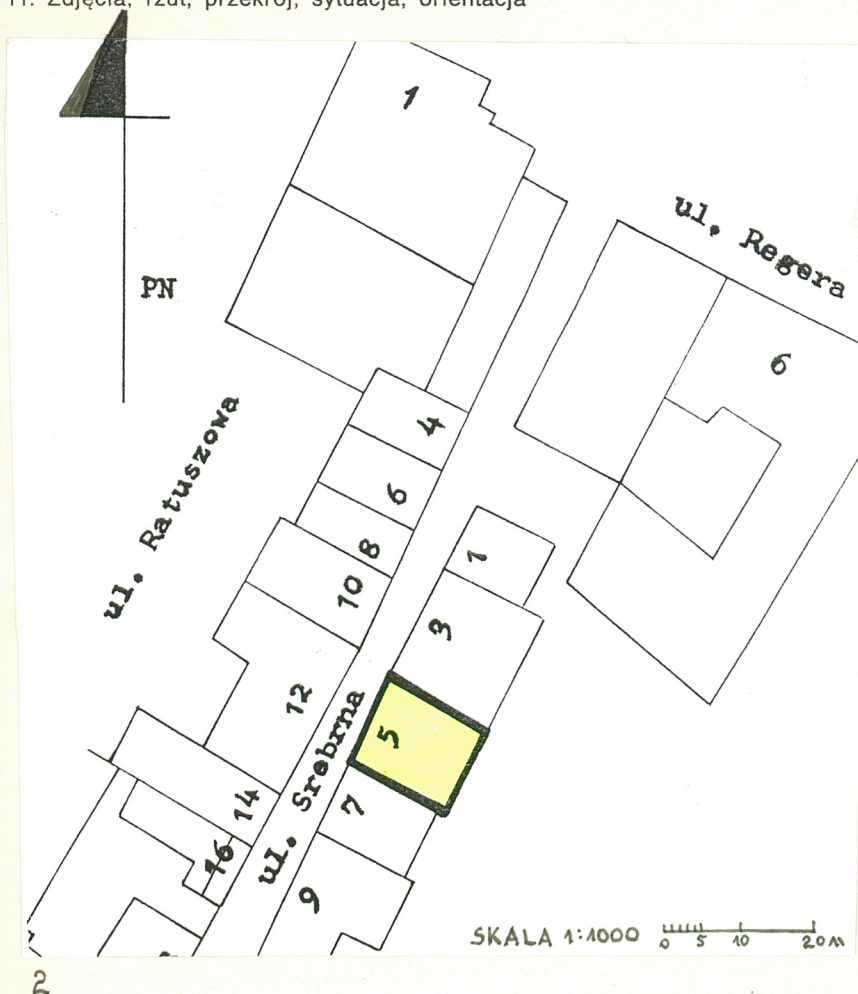 11. Zdjęcia, rzut, przekrój, sytuacja, orientacja
1
ul. Regera
PN
6
4
ul. Ratuszowa
6
8
1
10
3
12
5
ul. Srebrna
14
7
16
9
SKALA 1:1000
0 5 10 20m
2